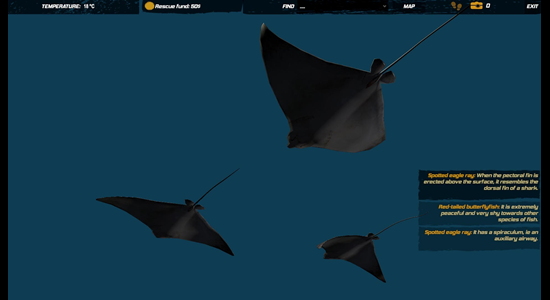 TEMPERATURE: 18°C
Rescue fund: 501
FIND
MAP
0
EXIT
Spotted eagle ray: When the pectoral fin is
erected above the surface, it resembles the
dorsal fin of a shark.
Red-tailed butterflyfish: It is extremely
peaceful and very shy towards other
species of fish.
Spotted eagle ray: It has a spiraculum, ie an
auxiliary airway.